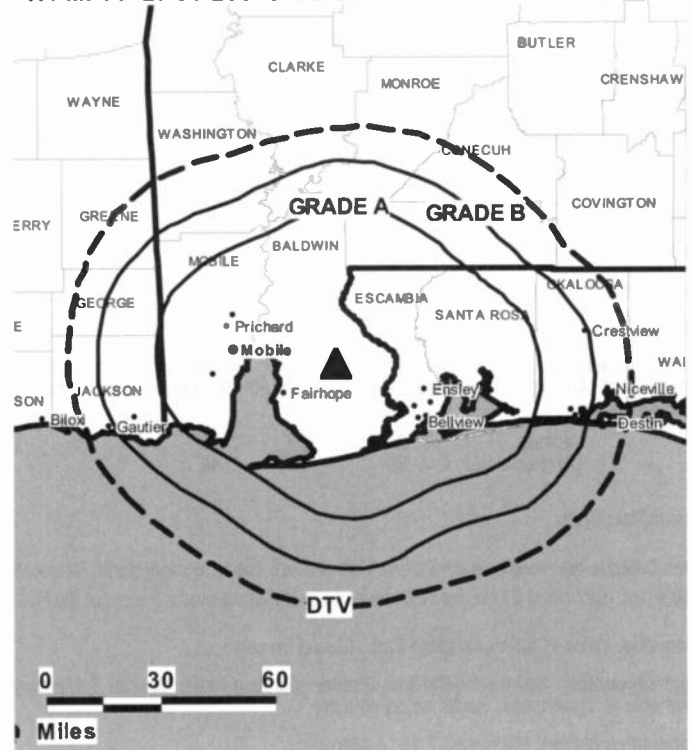 BUTLER
CLARKE
MONROE
CRENSHAW
WAYNE
WASHINGTON
CONECUH
COVINGTON
GREENE
GRADE A
GRADE B
ERRY
BALDWIN
MOBILE
OKALOOSA
ESCAMBIA
GEORGE
SANTA ROSA
E
Prichard
Crestview
Mobile
WAL
JACKSON
Fairhope
Ensley
Niceville
SON
Biloxi
Gautier
Bellview
Destin
DTV
0 30 60
Miles